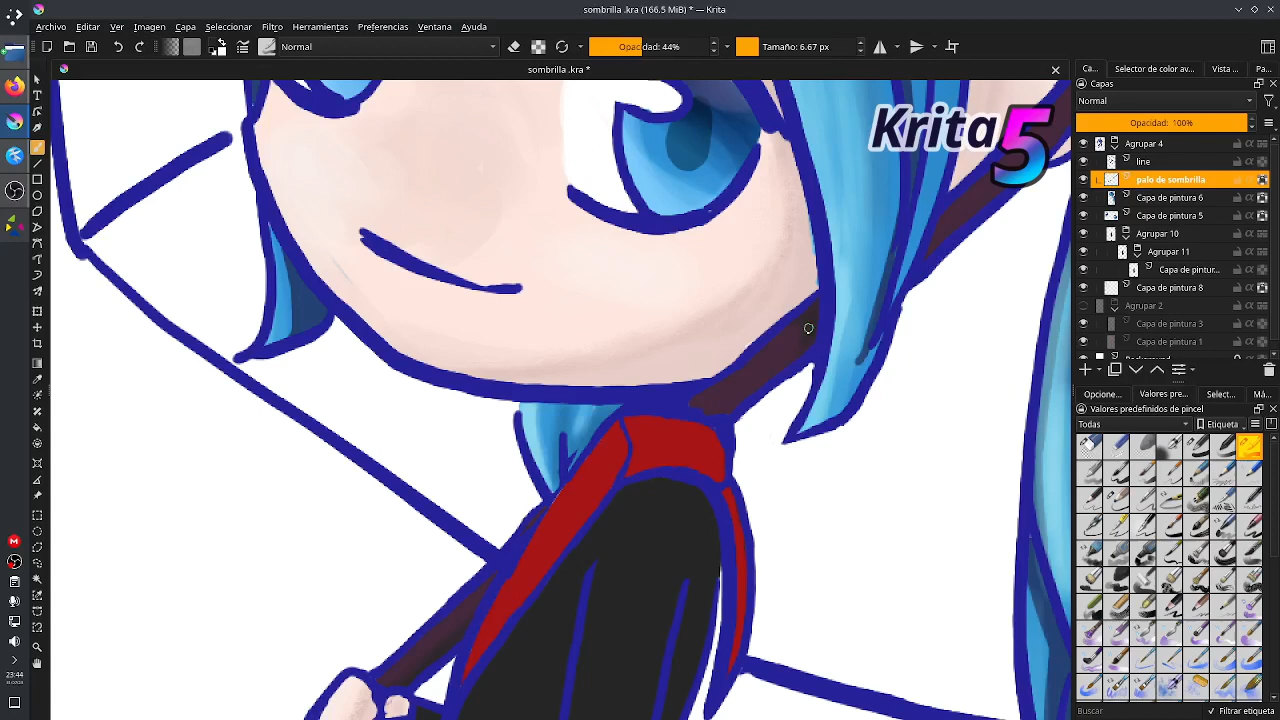 sombrilla .kra (166.5 MiB) * — Krita
Archivo Editar Ver Imagen Capa Seleccionar Filtro Herramientas Preferencias Ventana Ayuda
Normal
Opacidad: 44%
Tamaño: 6.67 px
sombrilla .kra *
Ca...
Selector de color av...
Vista ...
Pa...
Capas
Normal
Opacidad: 100%
Agrupar 4
line
palo de sombrilla
Capa de pintura 6
Capa de pintura 5
Agrupar 10
Agrupar 11
Capa de pintur...
Capa de pintura 8
Agrupar 2
Capa de pintura 3
Capa de pintura 1
Krita5
Opcione...
Valores pre...
Select...
Má...
Valores predefinidos de pincel
Todas
Etiqueta
23:44
Buscar
Filtrar etiqueta